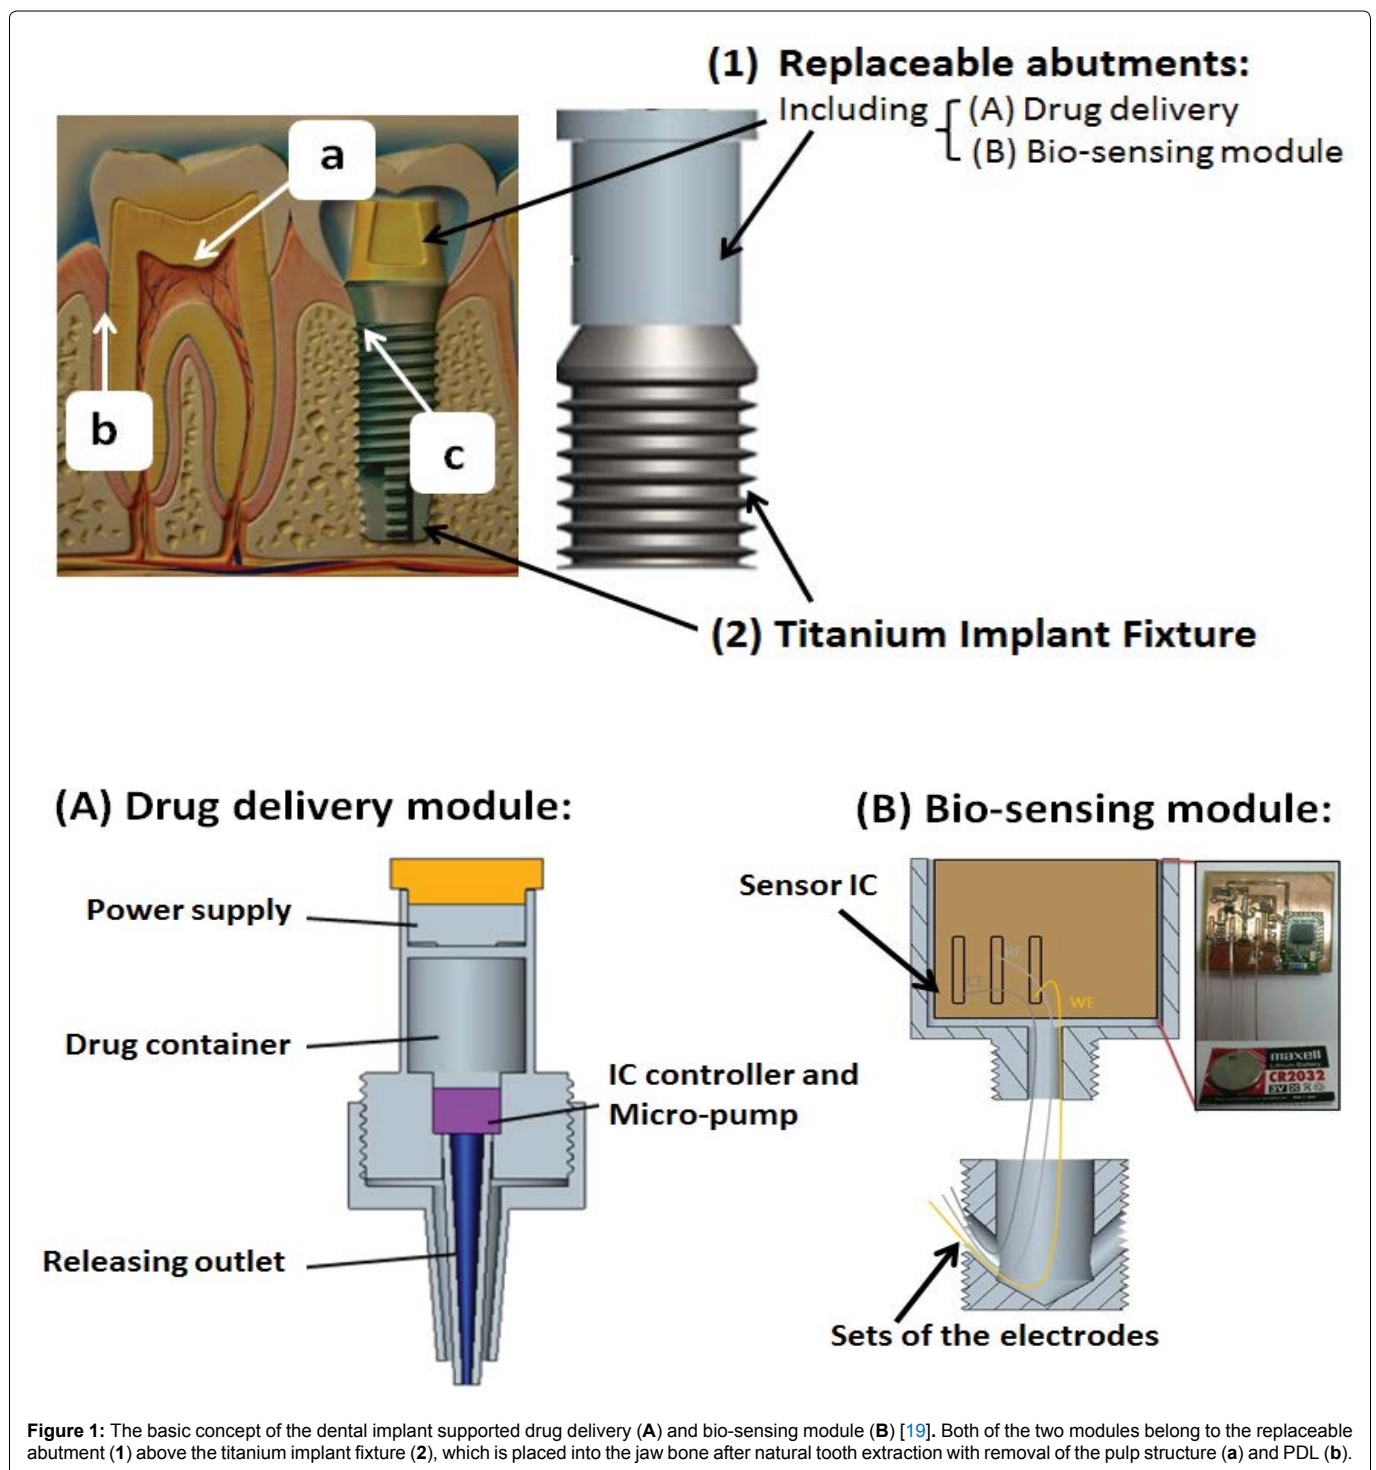 (1) Replaceable abutments:
Including
(A) Drug delivery
(B) Bio-sensing module
a
b
c
(2) Titanium Implant Fixture
(A) Drug delivery module:
(B) Bio-sensing module:
Power supply
Drug container
IC controller and
Micro-pump
Releasing outlet
Sensor IC
CE
RE
WE
maxell
Lithium Battery
CR2032
Sets of the electrodes
Figure 1: The basic concept of the dental implant supported drug delivery (A) and bio-sensing module (B) [19]. Both of the two modules belong to the replaceable
abutment (1) above the titanium implant fixture (2), which is placed into the jaw bone after natural tooth extraction with removal of the pulp structure (a) and PDL (b).